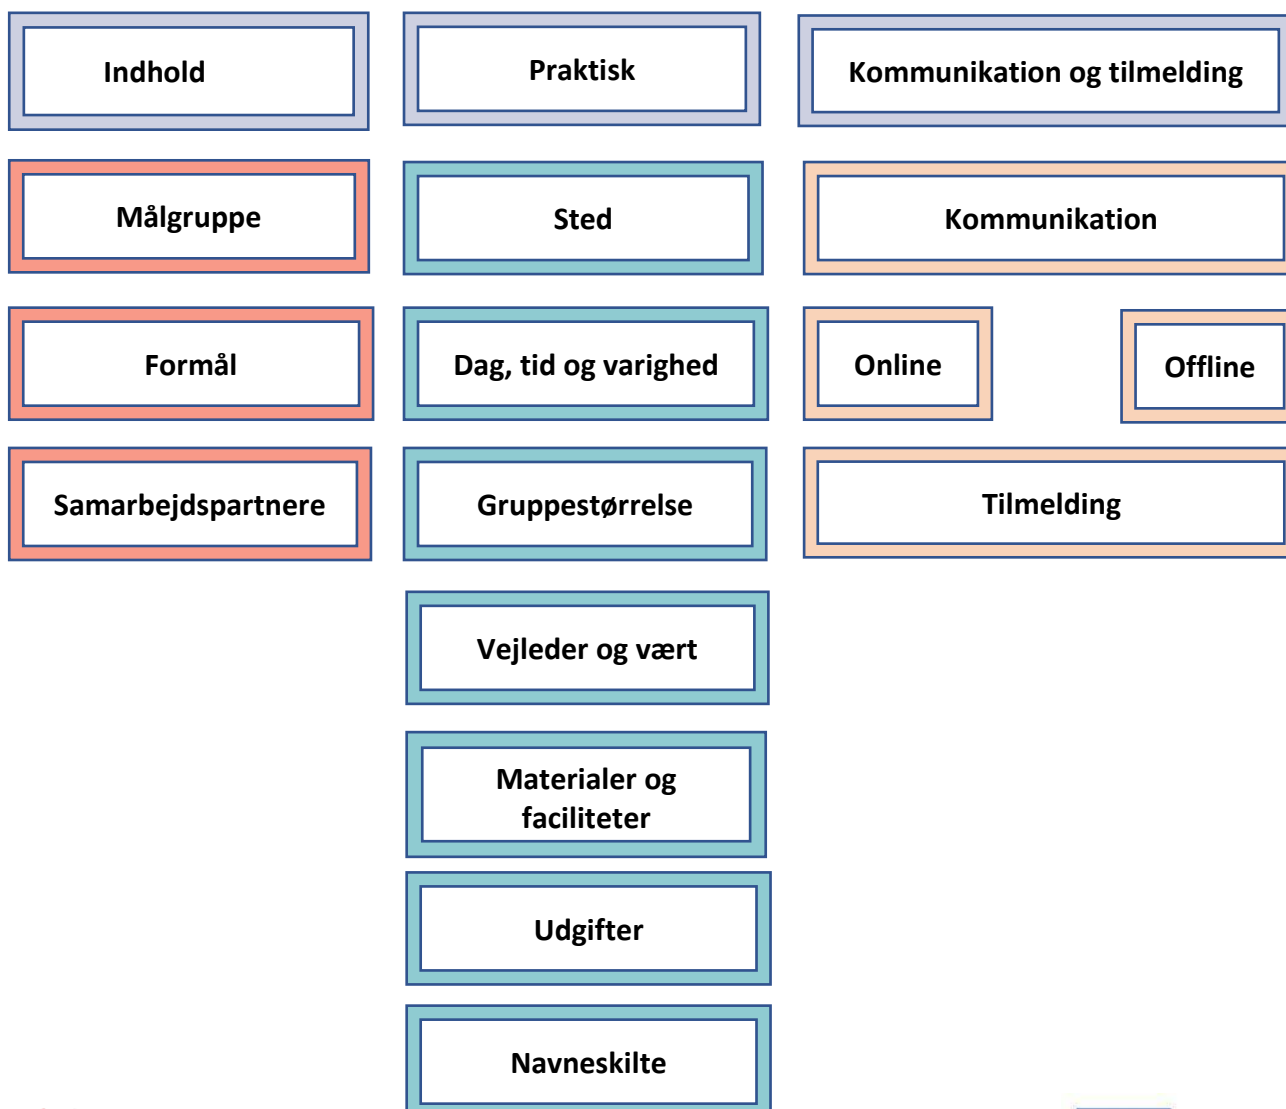 Indhold
Praktisk
Kommunikation og tilmelding
Målgruppe
Sted
Kommunikation
Formål
Dag, tid og varighed
Online
Offline
Samarbejdspartnere
Gruppestørrelse
Tilmelding
Vejleder og vært
Materialer og
faciliteter
Udgifter
Navneskilte